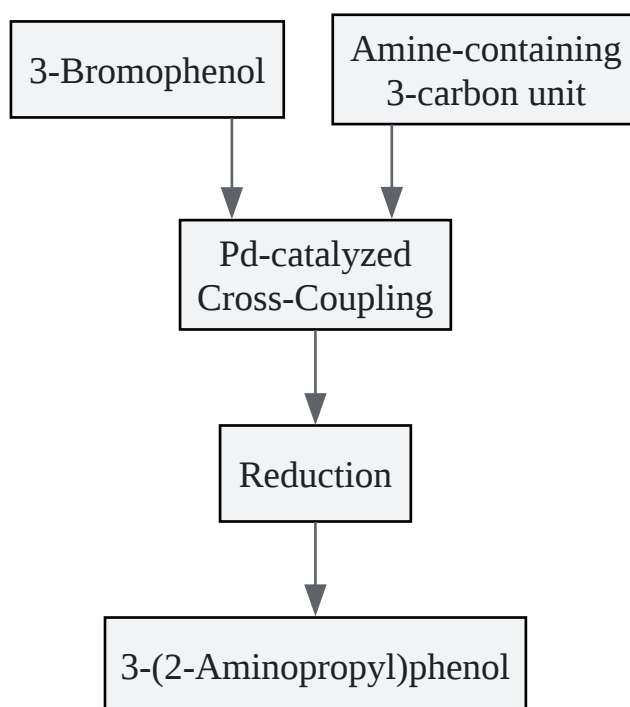 3-Bromophenol
Amine-containing
3-carbon unit
Pd-catalyzed
Cross-Coupling
Reduction
3-(2-Aminopropyl)phenol